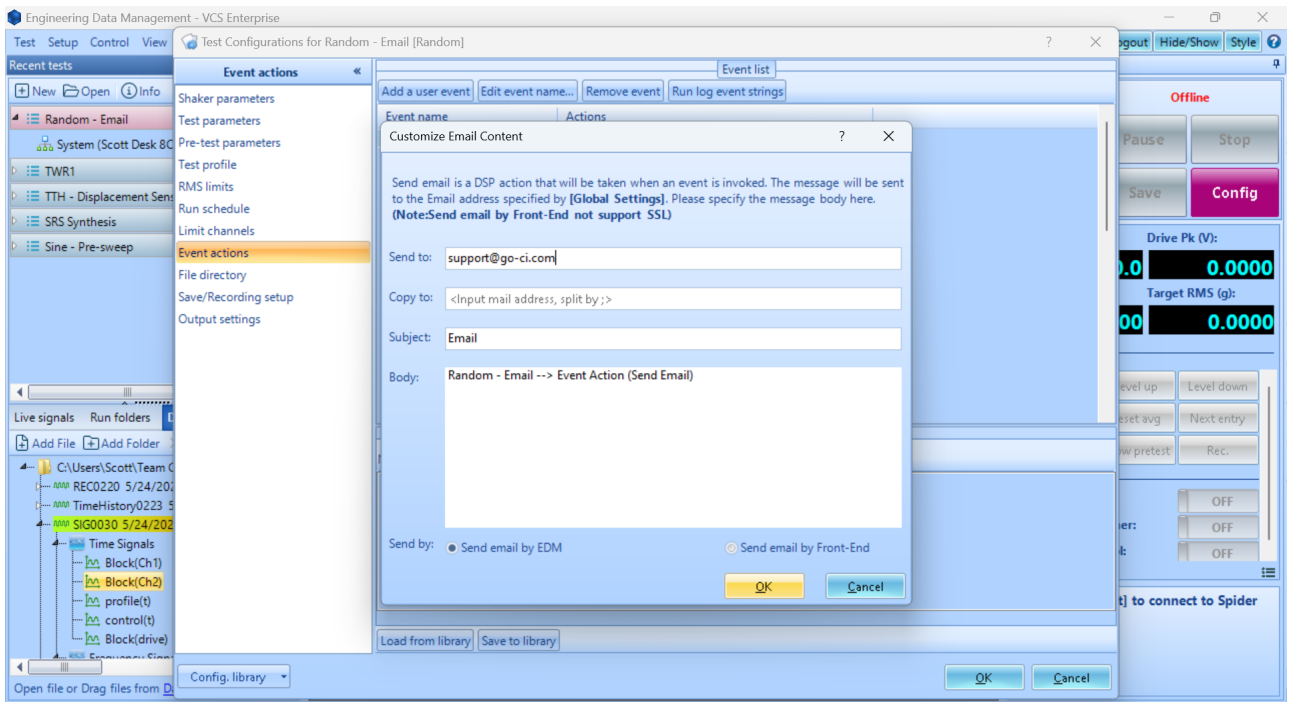 Engineering Data Management - VCS Enterprise
Test Setup Control View
Hide/Show Style
Recent tests
New Open Info
Random - Email
System (Scott Desk 8C
TWR1
TTH - Displacement Sens
SRS Synthesis
Sine - Pre-sweep
Live signals Run folders
Add File Add Folder
C:\Users\Scott\Team C
REC0220 5/24/202
TimeHistory0223 5
SIG0030 5/24/202
Time Signals
Block(Ch1)
Block(Ch2)
profile(t)
control(t)
Block(drive)
Open file or Drag files from
Test Configurations for Random - Email [Random]
?
Event actions «
Shaker parameters
Test parameters
Pre-test parameters
Test profile
RMS limits
Run schedule
Limit channels
Event actions
File directory
Save/Recording setup
Output settings
Config. library
Event list
Add a user event Edit event name... Remove event Run log event strings
Event name Actions
Customize Email Content ?
Send email is a DSP action that will be taken when an event is invoked. The message will be sent
to the Email address specified by [Global Settings]. Please specify the message body here.
(Note:Send email by Front-End not support SSL)
Send to: support@go-ci.com
Copy to: <Input mail address, split by ;>
Subject: Email
Body: Random - Email --> Event Action (Send Email)
Send by: Send email by EDM Send email by Front-End
OK Cancel
Load from library Save to library
OK Cancel
Offline
Pause Stop
Save Config
Drive Pk (V):
0.0000
Target RMS (g):
0.0000
Level down
Next entry
Rec.
OFF
OFF
OFF
to connect to Spider